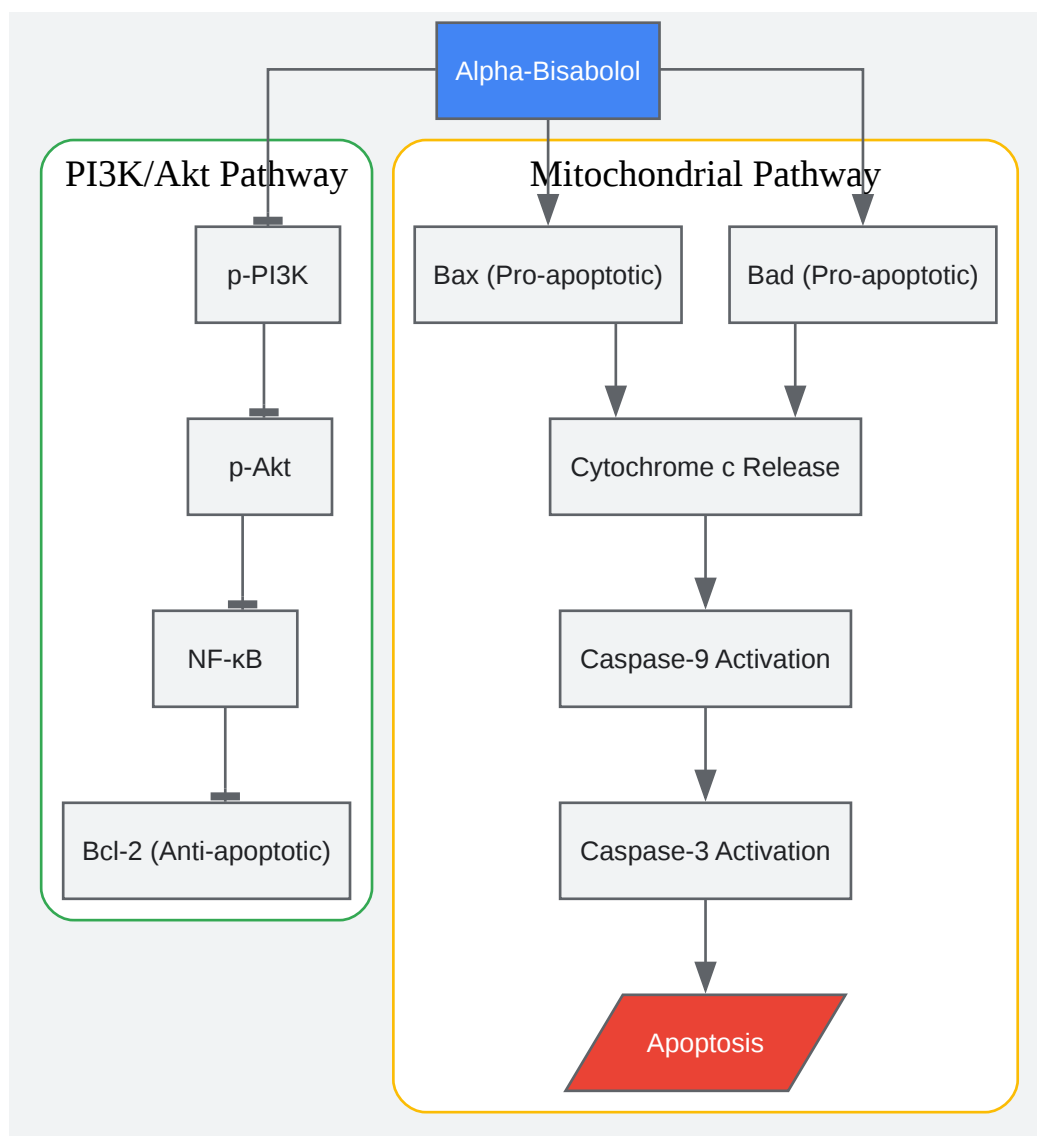 Alpha-Bisabolol
PI3K/Akt Pathway
Mitochondrial Pathway
p-PI3K
Bax (Pro-apoptotic)
Bad (Pro-apoptotic)
p-Akt
Cytochrome c Release
NF-κB
Caspase-9 Activation
Bcl-2 (Anti-apoptotic)
Caspase-3 Activation
Apoptosis